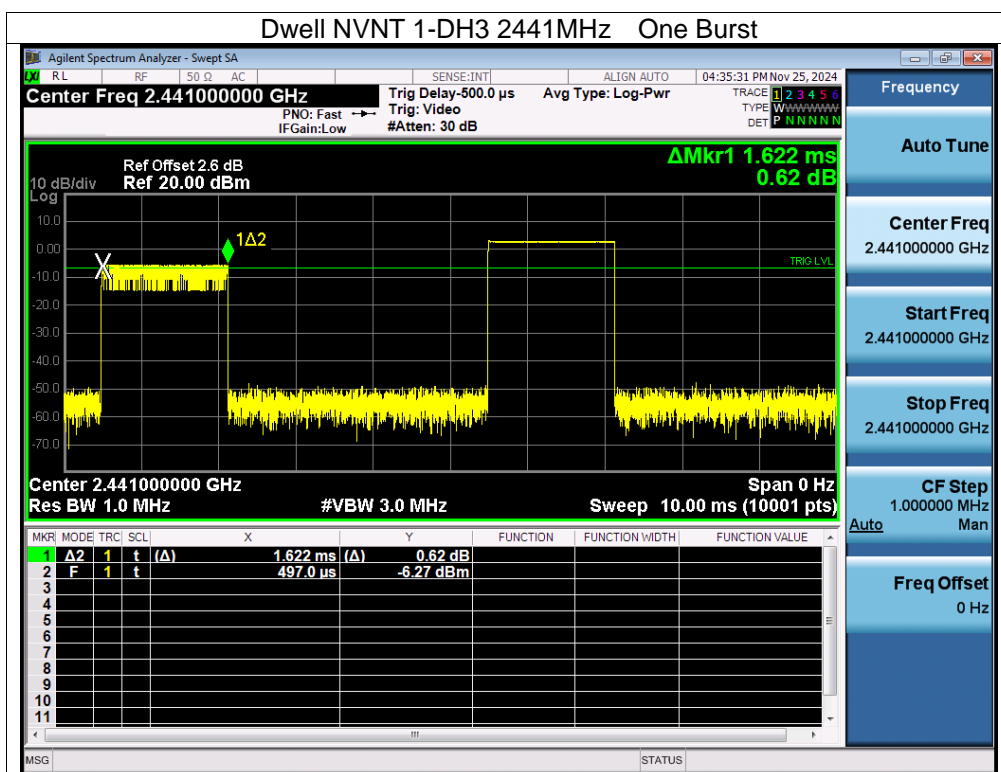 Dwell NVNT 1-DH3 2441MHz One Burst
Agilent Spectrum Analyzer - Swept SA
LXI RL RF 50 Ω AC SENSE:INT ALIGN AUTO 04:35:31 PM Nov 25, 2024
Center Freq 2.441000000 GHz Trig Delay-500.0 µs Avg Type: Log-Pwr TRACE 1 2 3 4 5 6
PNO: Fast Trig: Video TYPE WWWWWW
IFGain:Low #Atten: 30 dB DET P N N N N N
ΔMkr1 1.622 ms
0.62 dB
Ref Offset 2.6 dB
10 dB/div Ref 20.00 dBm
Log
10.0
0.00
-10.0
-20.0
-30.0
-40.0
-50.0
-60.0
-70.0
X
1Δ2
TRIG LVL
Center 2.441000000 GHz Span 0 Hz
Res BW 1.0 MHz #VBW 3.0 MHz Sweep 10.00 ms (10001 pts)
MKR MODE TRC SCL X Y FUNCTION FUNCTION WIDTH FUNCTION VALUE
1 Δ2 1 t (Δ) 1.622 ms (Δ) 0.62 dB
2 F 1 t 497.0 µs -6.27 dBm
3
4
5
6
7
8
9
10
11
MSG STATUS
Frequency
Auto Tune
Center Freq
2.441000000 GHz
Start Freq
2.441000000 GHz
Stop Freq
2.441000000 GHz
CF Step
1.000000 MHz
Auto Man
Freq Offset
0 Hz